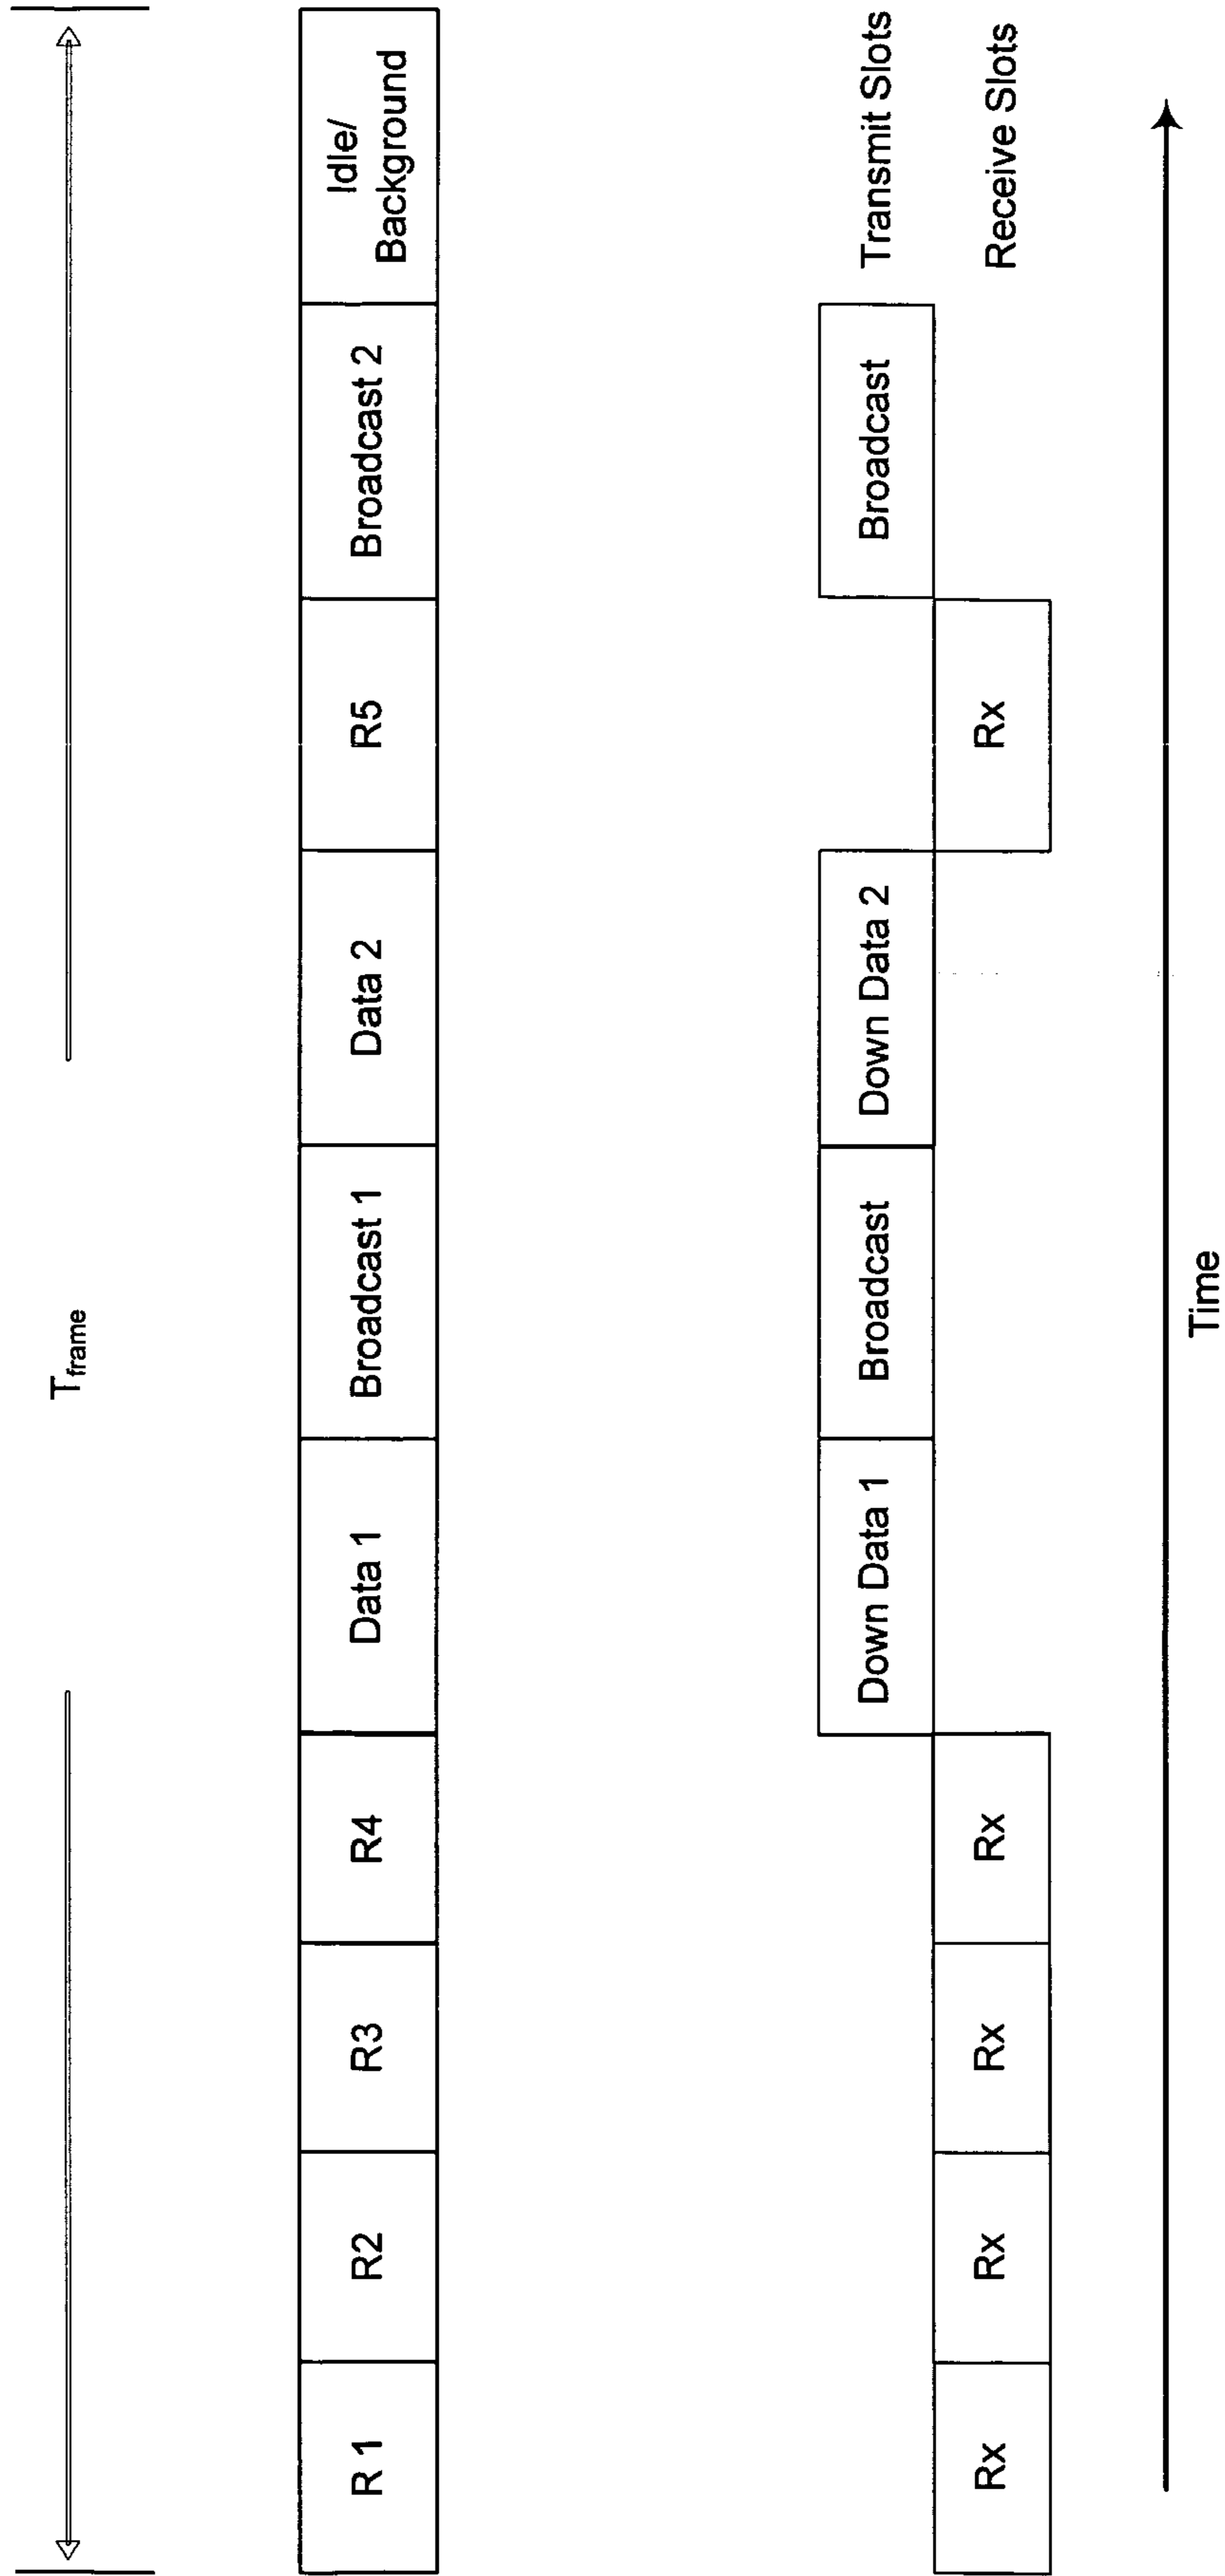 T_frame
R 1
R2
R3
R4
Data 1
Broadcast 1
Data 2
R5
Broadcast 2
Idle/
Background
Down Data 1
Broadcast
Down Data 2
Broadcast
Transmit Slots
Rx
Rx
Rx
Rx
Rx
Receive Slots
Time